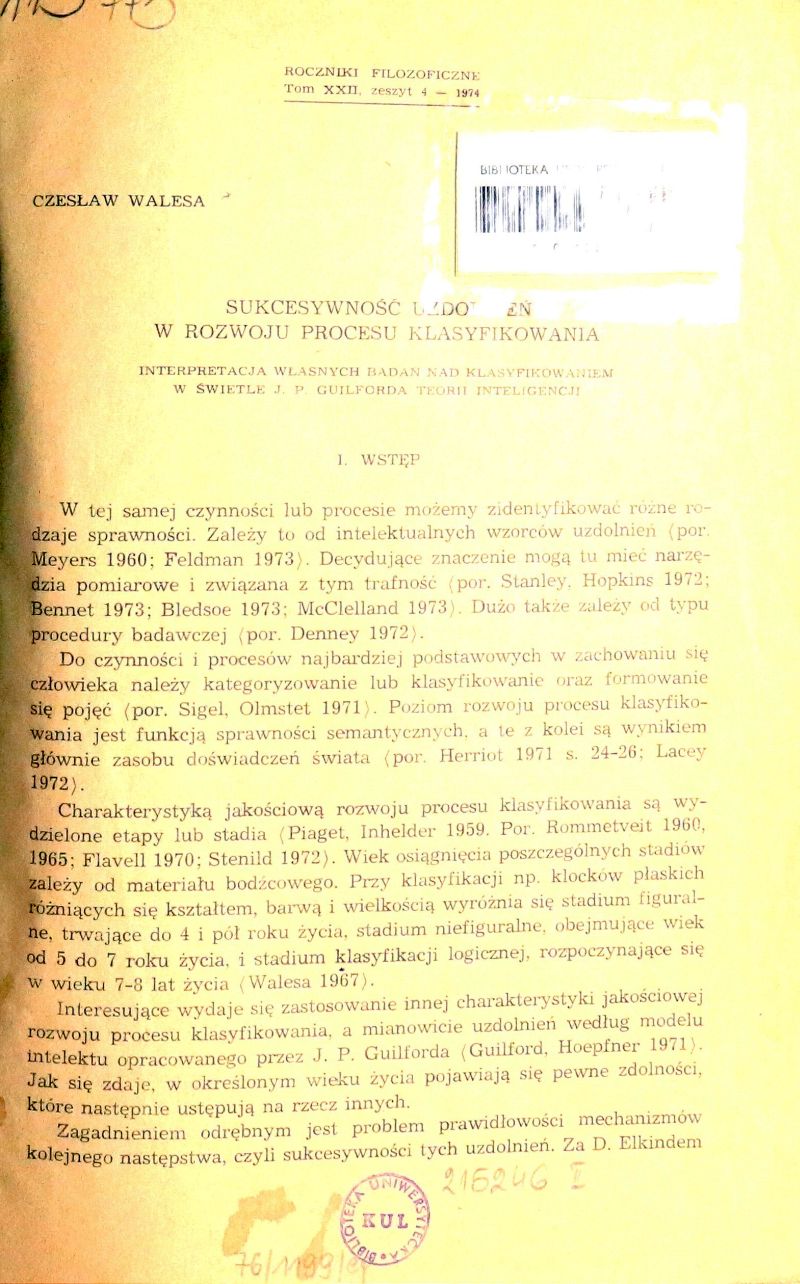 ROCZNIKI FILOZOFICZNE
Tom XXII, zeszyt 4 — 1974
BIBLIOTEKA
CZESŁAW WALESA
SUKCESYWNOŚĆ
W ROZWOJU PROCESU KLASYFIKOWANIA
INTERPRETACJA WŁASNYCH BADAŃ NAD KLASYFIKOWANIEM
W ŚWIETLE J. P. GUILFORDA TEORII INTELIGENCJI
1. WSTĘP
W tej samej czynności lub procesie możemy zidentyfikować różne ro-
dzaje sprawności. Zależy to od intelektualnych wzorców uzdolnień (por.
Meyers 1960; Feldman 1973). Decydujące znaczenie mogą tu mieć narzę-
dzia pomiarowe i związana z tym trafność (por. Stanley, Hopkins 1972;
Bennet 1973; Bledsoe 1973; McClelland 1973). Dużo także zależy od typu
procedury badawczej (por. Denney 1972).
Do czynności i procesów najbardziej podstawowych w zachowaniu się
człowieka należy kategoryzowanie lub klasyfikowanie oraz formowanie
się pojęć (por. Sigel, Olmstet 1971). Poziom rozwoju procesu klasyfiko-
wania jest funkcją sprawności semantycznych, a te z kolei są wynikiem
głównie zasobu doświadczeń świata (por. Herriot 1971 s. 24-26; Lacey
1972).
Charakterystyką jakościową rozwoju procesu klasyfikowania są wy-
dzielone etapy lub stadia (Piaget, Inhelder 1959. Por. Rommetveit 1960,
1965; Flavell 1970; Stenild 1972). Wiek osiągnięcia poszczególnych stadiów
zależy od materiału bodźcowego. Przy klasyfikacji np. klocków płaskich
różniących się kształtem, barwą i wielkością wyróżnia się stadium figural-
ne, trwające do 4 i pół roku życia, stadium niefiguralne, obejmujące wiek
od 5 do 7 roku życia, i stadium klasyfikacji logicznej, rozpoczynające się
w wieku 7-8 lat życia (Walesa 1967).
Interesujące wydaje się zastosowanie innej charakterystyki jakościowej
rozwoju procesu klasyfikowania, a mianowicie uzdolnień według modelu
intelektu opracowanego przez J. P. Guilforda (Guilford, Hoepfner 1971).
Jak się zdaje, w określonym wieku życia pojawiają się pewne zdolności,
które następnie ustępują na rzecz innych.
Zagadnieniem odrębnym jest problem prawidłowości mechanizmów
kolejnego następstwa, czyli sukcesywności tych uzdolnień. Za D. Elkindem
KUL